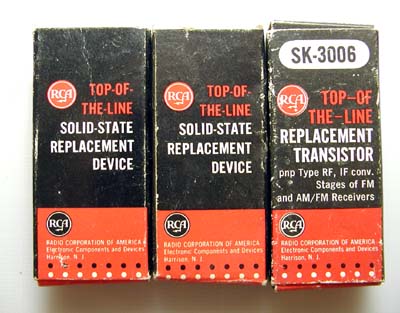 RCA
TOP-OF-
THE-LINE
SOLID-STATE
REPLACEMENT
DEVICE
RCA
RADIO CORPORATION OF AMERICA
Electronic Components and Devices
Harrison, N. J.
RCA
TOP-OF-
THE-LINE
SOLID-STATE
REPLACEMENT
DEVICE
RCA
RADIO CORPORATION OF AMERICA
Electronic Components and Devices
Harrison, N. J.
SK-3006
RCA
TOP-OF
THE-LINE
REPLACEMENT
TRANSISTOR
pnp Type RF, IF conv.
Stages of FM
and AM/FM Receivers
RCA
RADIO CORPORATION OF AMERICA
Electronic Components and Devices
Harrison, N. J.